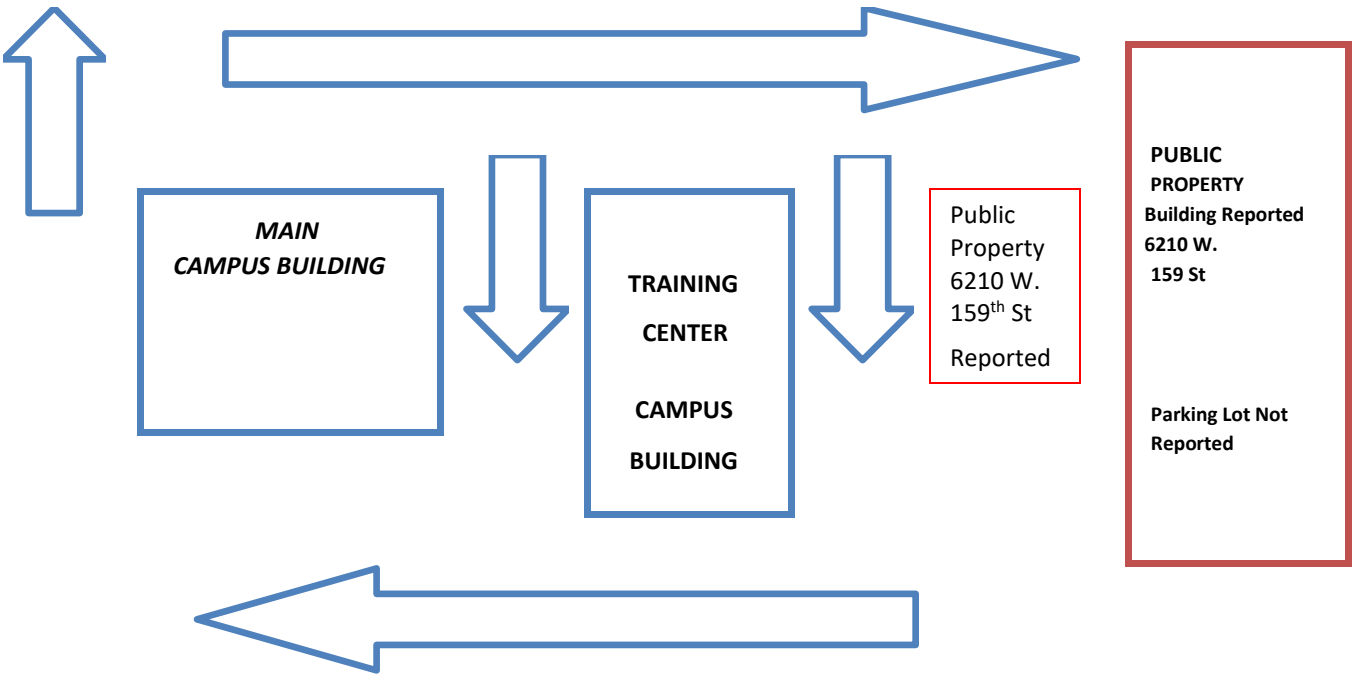 MAIN
CAMPUS BUILDING
TRAINING
CENTER
CAMPUS
BUILDING
Public
Property
6210 W.
159th St
Reported
PUBLIC
PROPERTY
Building Reported
6210 W.
159 St
Parking Lot Not
Reported